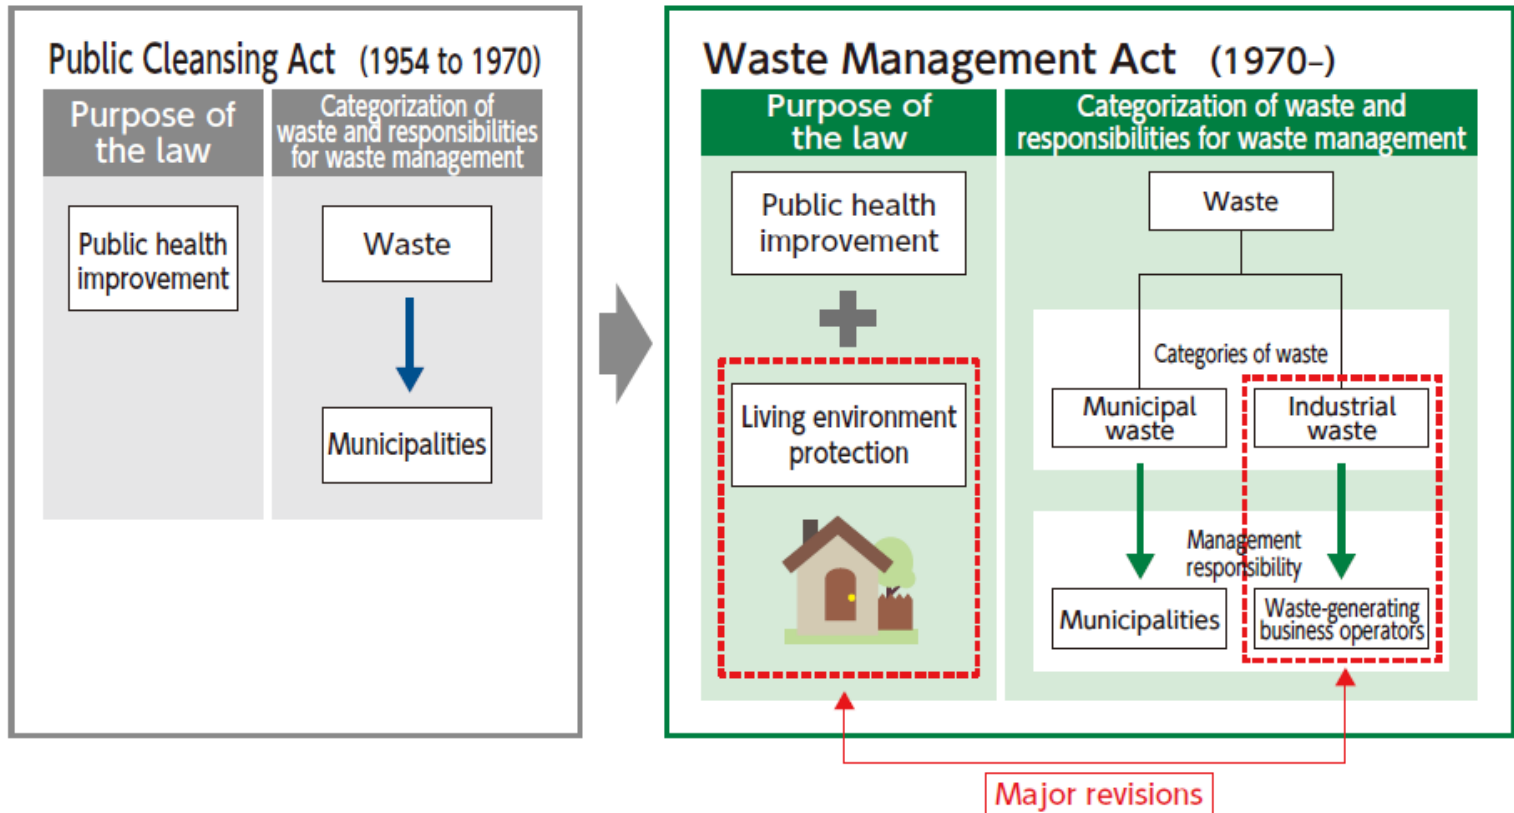 Public Cleansing Act (1954 to 1970)
Purpose of
the law
Categorization of
waste and responsibilities
for waste management
Public health
improvement
Waste
Municipalities
Waste Management Act (1970–)
Purpose of
the law
Categorization of waste and
responsibilities for waste management
Public health
improvement
Living environment
protection
Waste
Categories of waste
Municipal
waste
Industrial
waste
Management
responsibility
Municipalities
Waste-generating
business operators
Major revisions